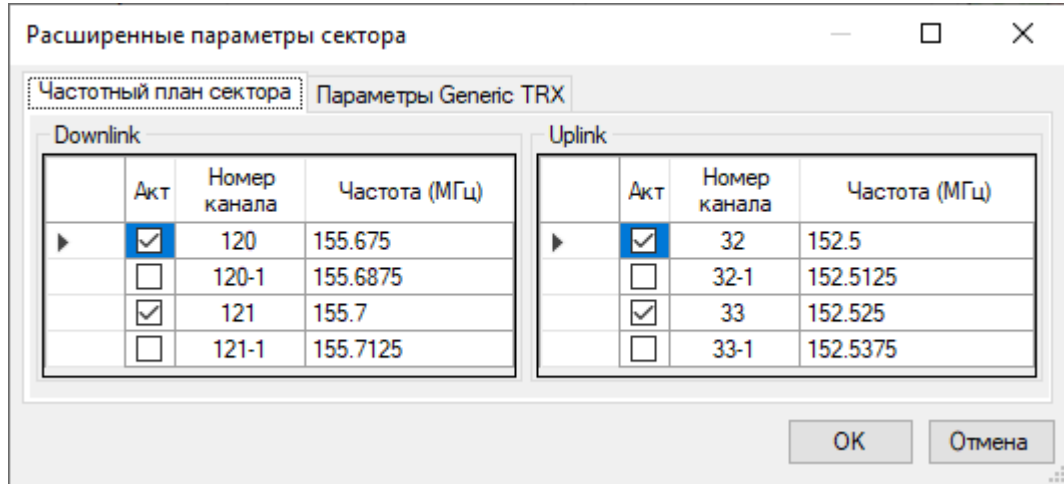 Расширенные параметры сектора
Частотный план сектора Параметры Generic TRX
Downlink
Акт Номер канала Частота (МГц)
120 155.675
120-1 155.6875
121 155.7
121-1 155.7125
Uplink
Акт Номер канала Частота (МГц)
32 152.5
32-1 152.5125
33 152.525
33-1 152.5375
OK Отмена